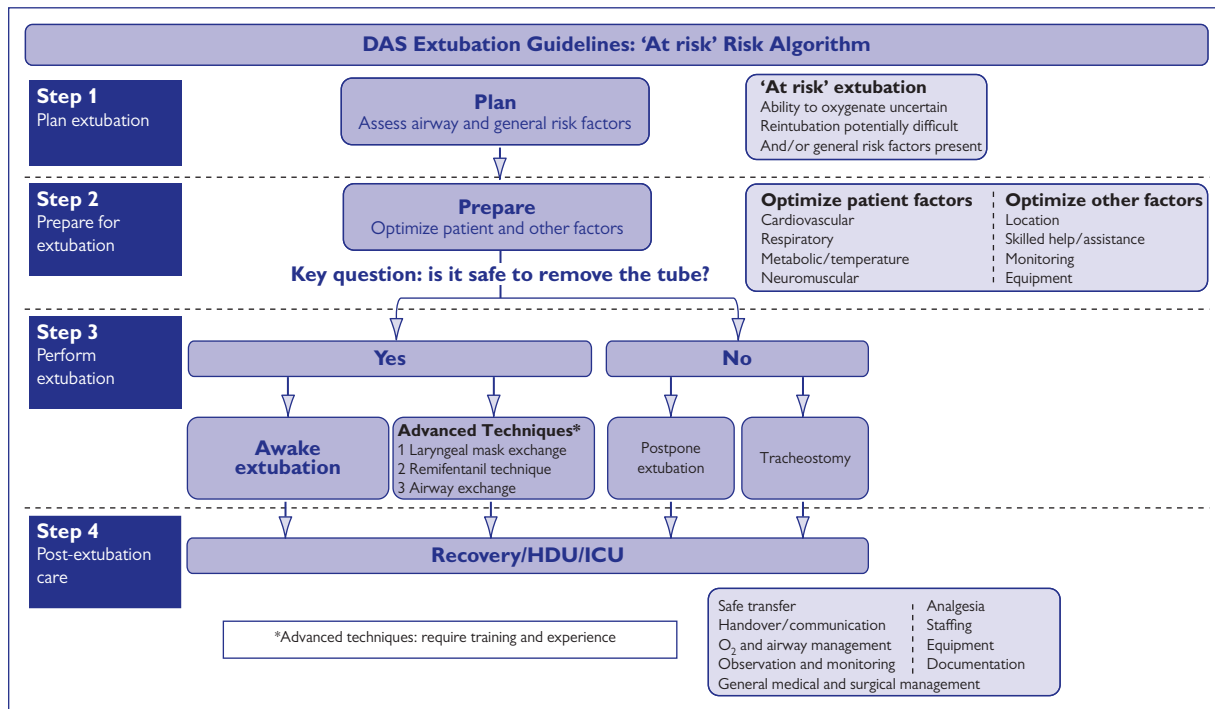 DAS Extubation Guidelines: ‘At risk’ Risk Algorithm
Step 1
Plan extubation
Plan
Assess airway and general risk factors
‘At risk’ extubation
Ability to oxygenate uncertain
Reintubation potentially difficult
And/or general risk factors present
Step 2
Prepare for
extubation
Prepare
Optimize patient and other factors
Optimize patient factors
Cardiovascular
Respiratory
Metabolic/temperature
Neuromuscular
Optimize other factors
Location
Skilled help/assistance
Monitoring
Equipment
Key question: is it safe to remove the tube?
Step 3
Perform
extubation
Yes
No
Awake
extubation
Advanced Techniques*
1 Laryngeal mask exchange
2 Remifentanil technique
3 Airway exchange
Postpone
extubation
Tracheostomy
Step 4
Post-extubation
care
Recovery/HDU/ICU
*Advanced techniques: require training and experience
Safe transfer
Handover/communication
O₂ and airway management
Observation and monitoring
Analgesia
Staffing
Equipment
Documentation
General medical and surgical management